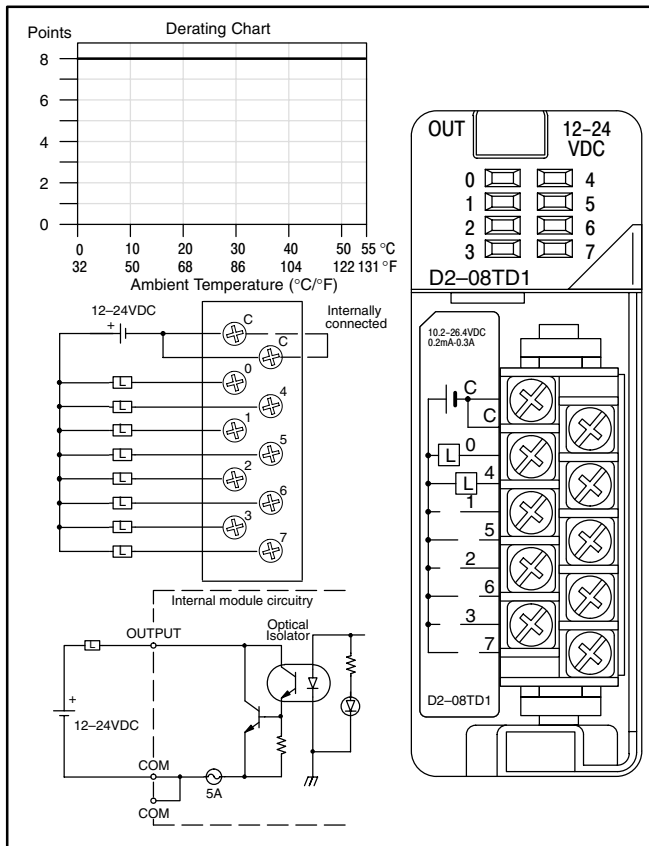 Points
Derating Chart
8
6
4
2
0
0 10 20 30 40 50 55 °C
32 50 68 86 104 122 131 °F
Ambient Temperature (°C/°F)
12–24VDC
+
Internally
connected
C
C
0
4
1
5
2
6
3
7
L
L
L
L
L
L
L
L
Internal module circuitry
Optical
Isolator
OUTPUT
L
+
12–24VDC
COM
5A
COM
OUT
12–24
VDC
0 4
1 5
2 6
3 7
D2–08TD1
10.2-26.4VDC
0.2mA-0.3A
C
C
L 0
L 4
1
5
2
6
3
7
D2–08TD1